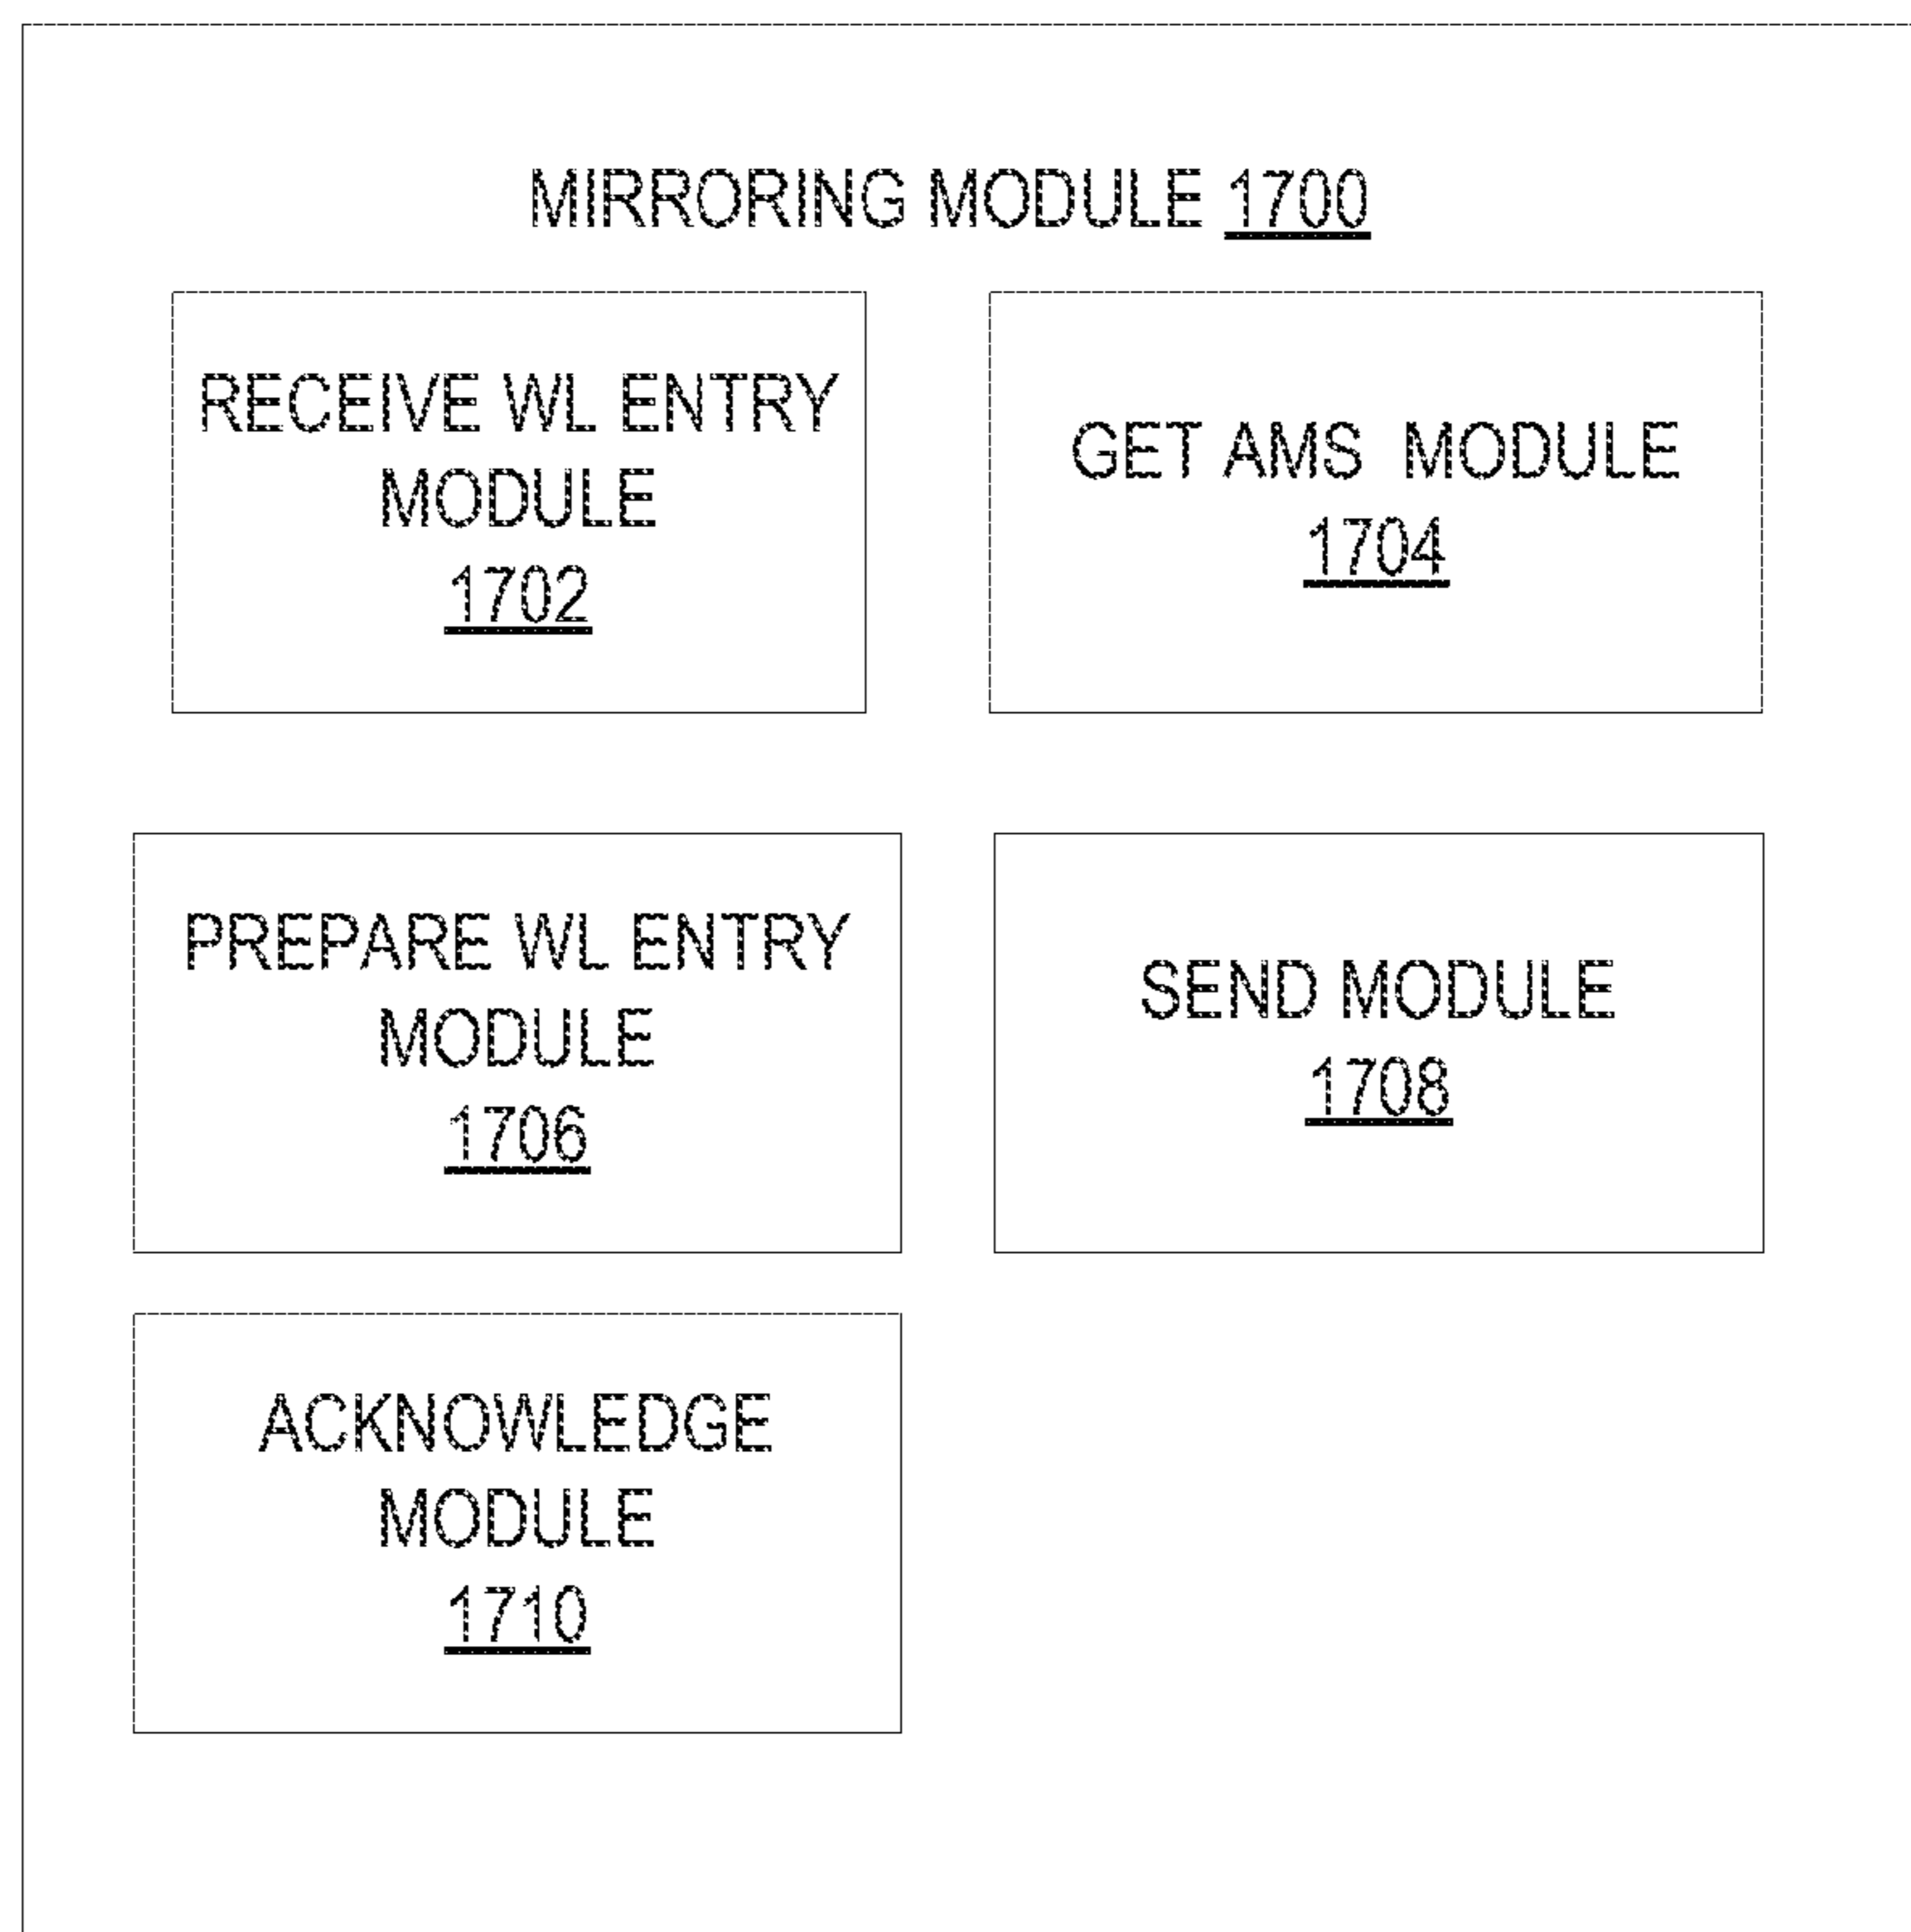 MIRRORING MODULE 1700
RECEIVE WL ENTRY
MODULE
1702
GET AMS MODULE
1704
PREPARE WL ENTRY
MODULE
1706
SEND MODULE
1708
ACKNOWLEDGE
MODULE
1710